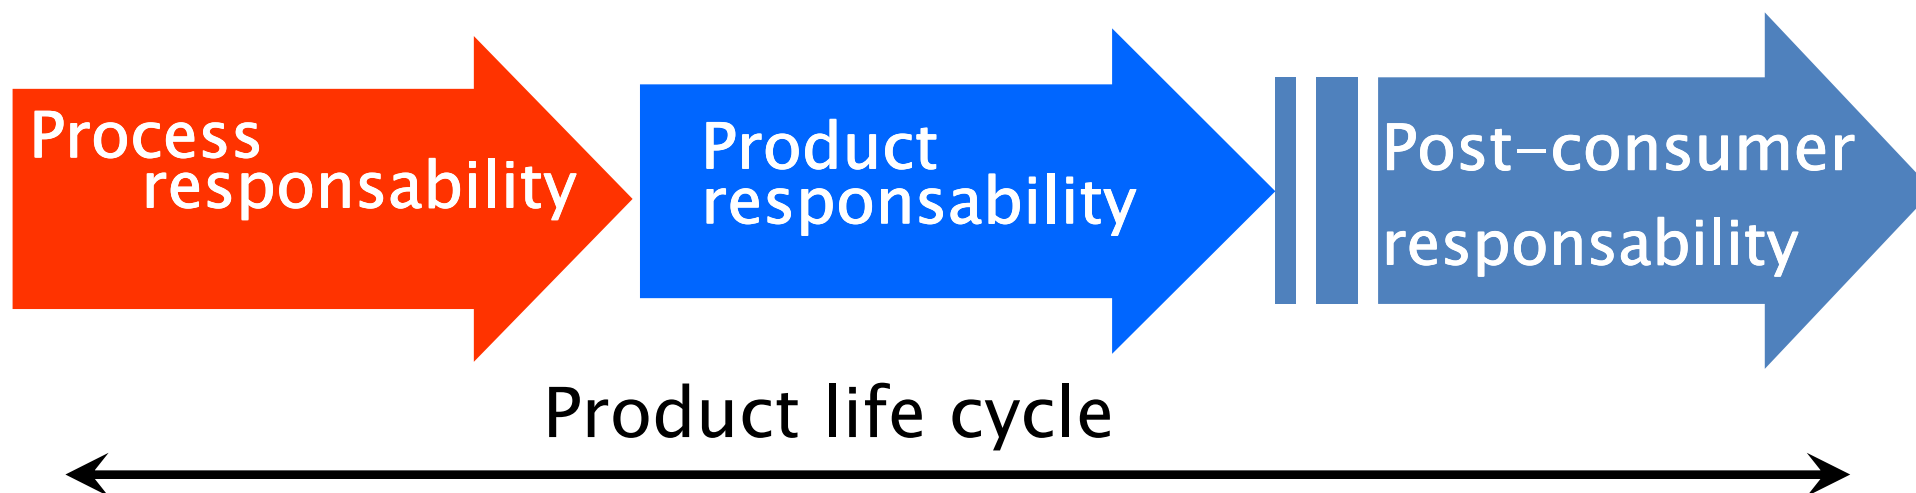 Process
responsability
Product
responsability
Post-consumer
responsability
Product life cycle